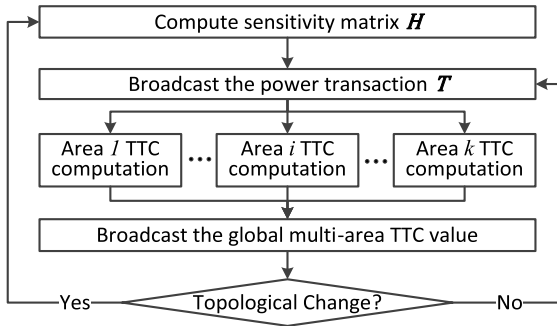 Compute sensitivity matrix H
Broadcast the power transaction T
Area 1 TTC
computation
...
Area i TTC
computation
...
Area k TTC
computation
Broadcast the global multi-area TTC value
Yes
Topological Change?
No